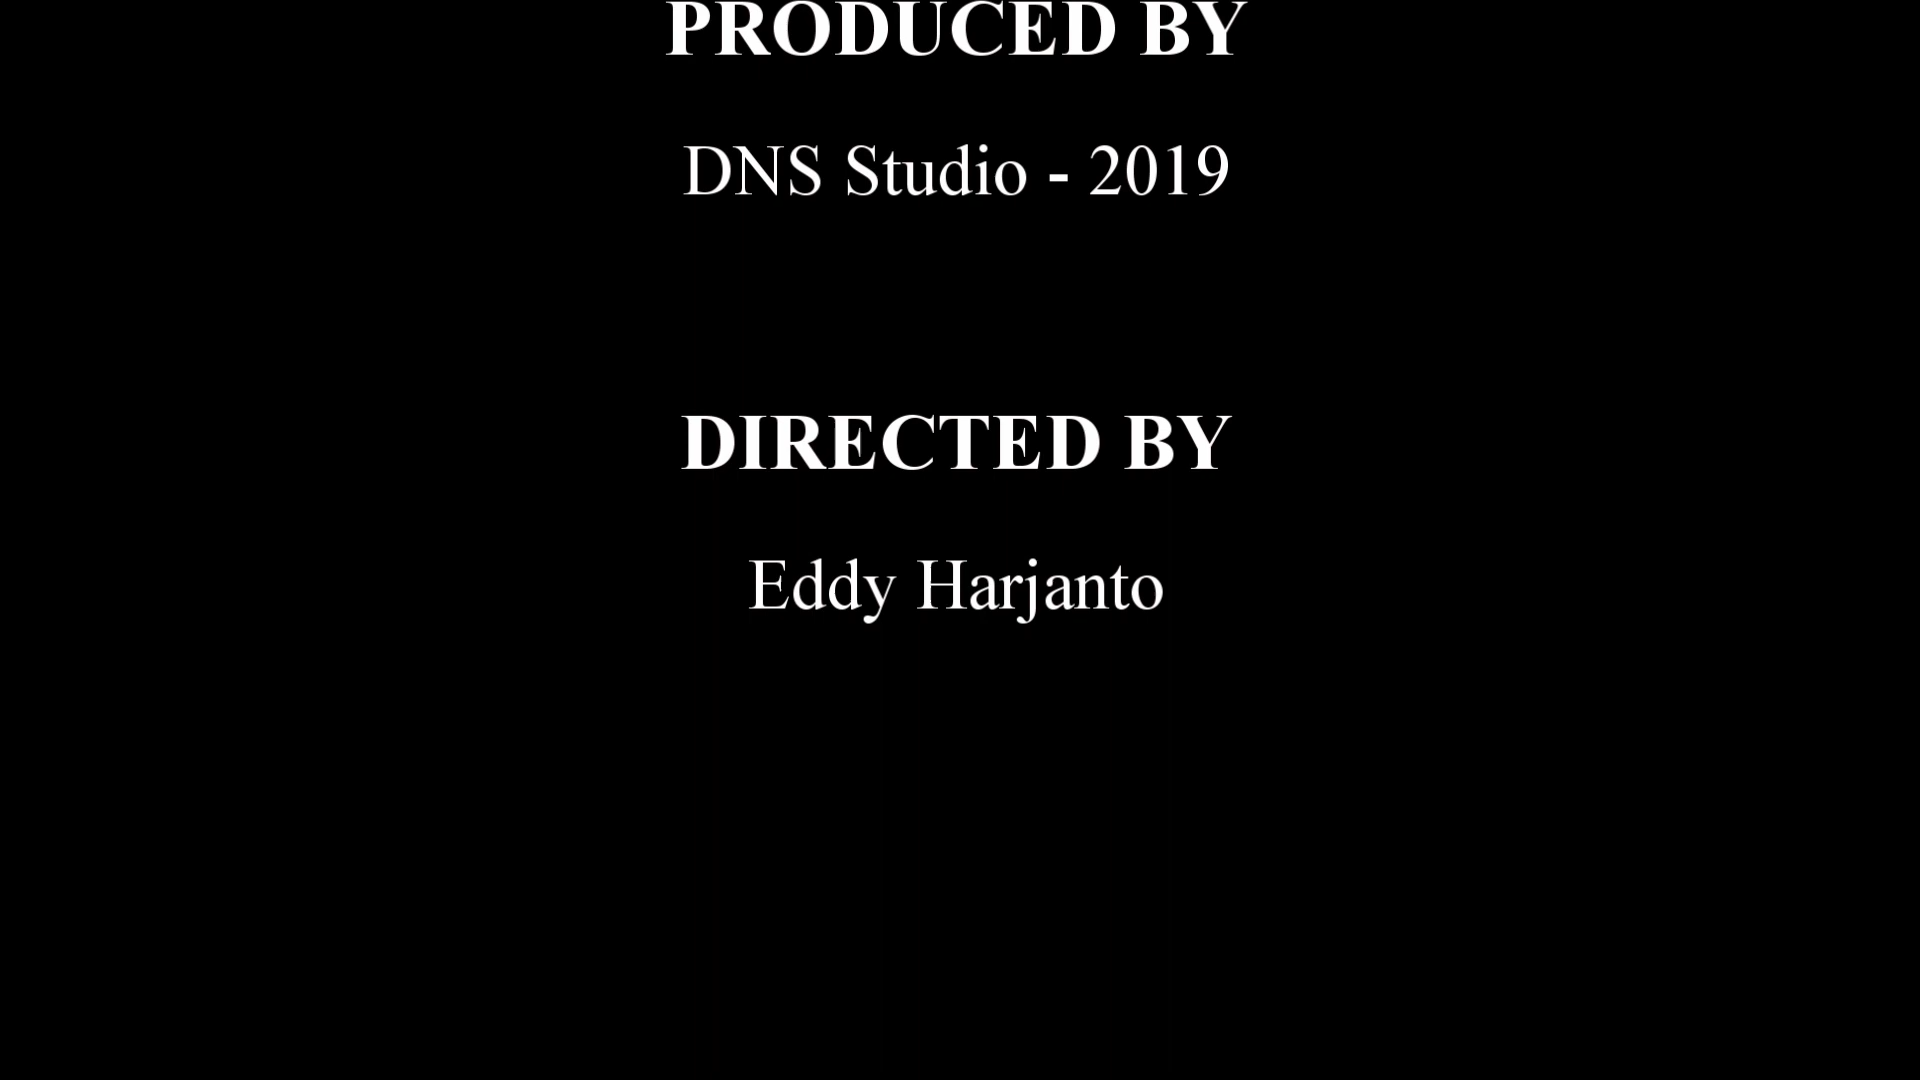 PRODUCED BY
DNS Studio - 2019
DIRECTED BY
Eddy Harjanto